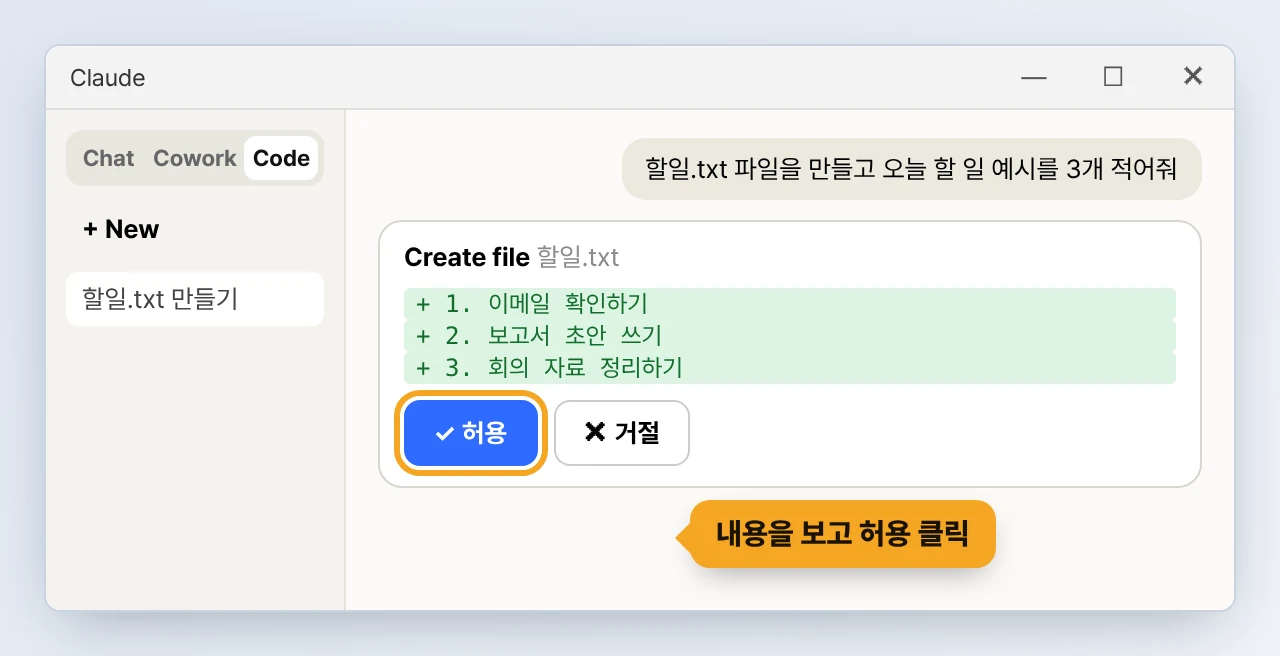 Claude
Chat Cowork Code
+ New
할일.txt 만들기
할일.txt 파일을 만들고 오늘 할 일 예시를 3개 적어줘
Create file 할일.txt
+ 1. 이메일 확인하기
+ 2. 보고서 초안 쓰기
+ 3. 회의 자료 정리하기
✓ 허용
✕ 거절
내용을 보고 허용 클릭